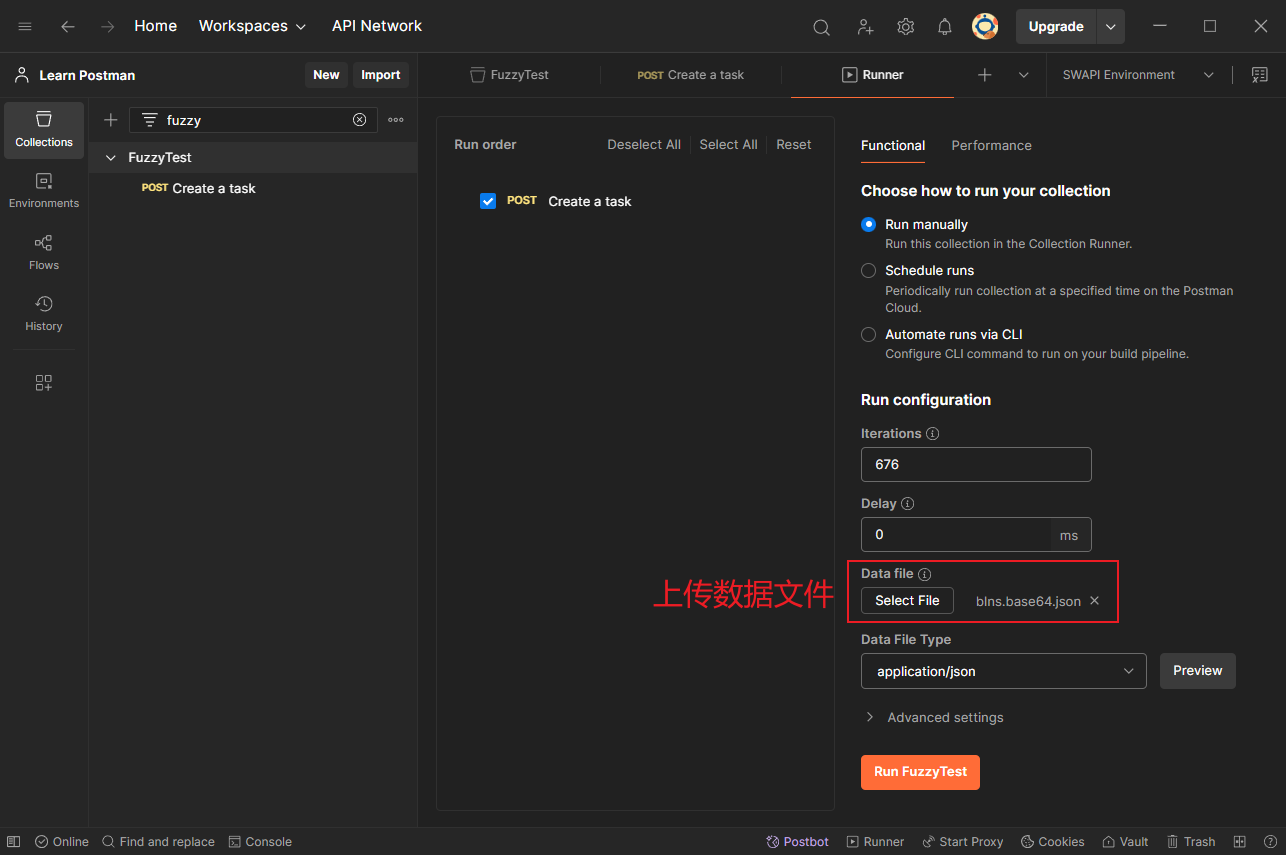 Home
Workspaces
API Network
Upgrade
Learn Postman
New
Import
FuzzyTest
POST Create a task
Runner
SWAPI Environment
Collections
Environments
Flows
History
fuzzy
FuzzyTest
POST Create a task
Run order
Deselect All
Select All
Reset
POST Create a task
上传数据文件
Functional
Performance
Choose how to run your collection
Run manually
Run this collection in the Collection Runner.
Schedule runs
Periodically run collection at a specified time on the Postman
Cloud.
Automate runs via CLI
Configure CLI command to run on your build pipeline.
Run configuration
Iterations
676
Delay
0 ms
Data file
Select File
blns.base64.json
Data File Type
application/json
Preview
Advanced settings
Run FuzzyTest
Online
Find and replace
Console
Postbot
Runner
Start Proxy
Cookies
Vault
Trash